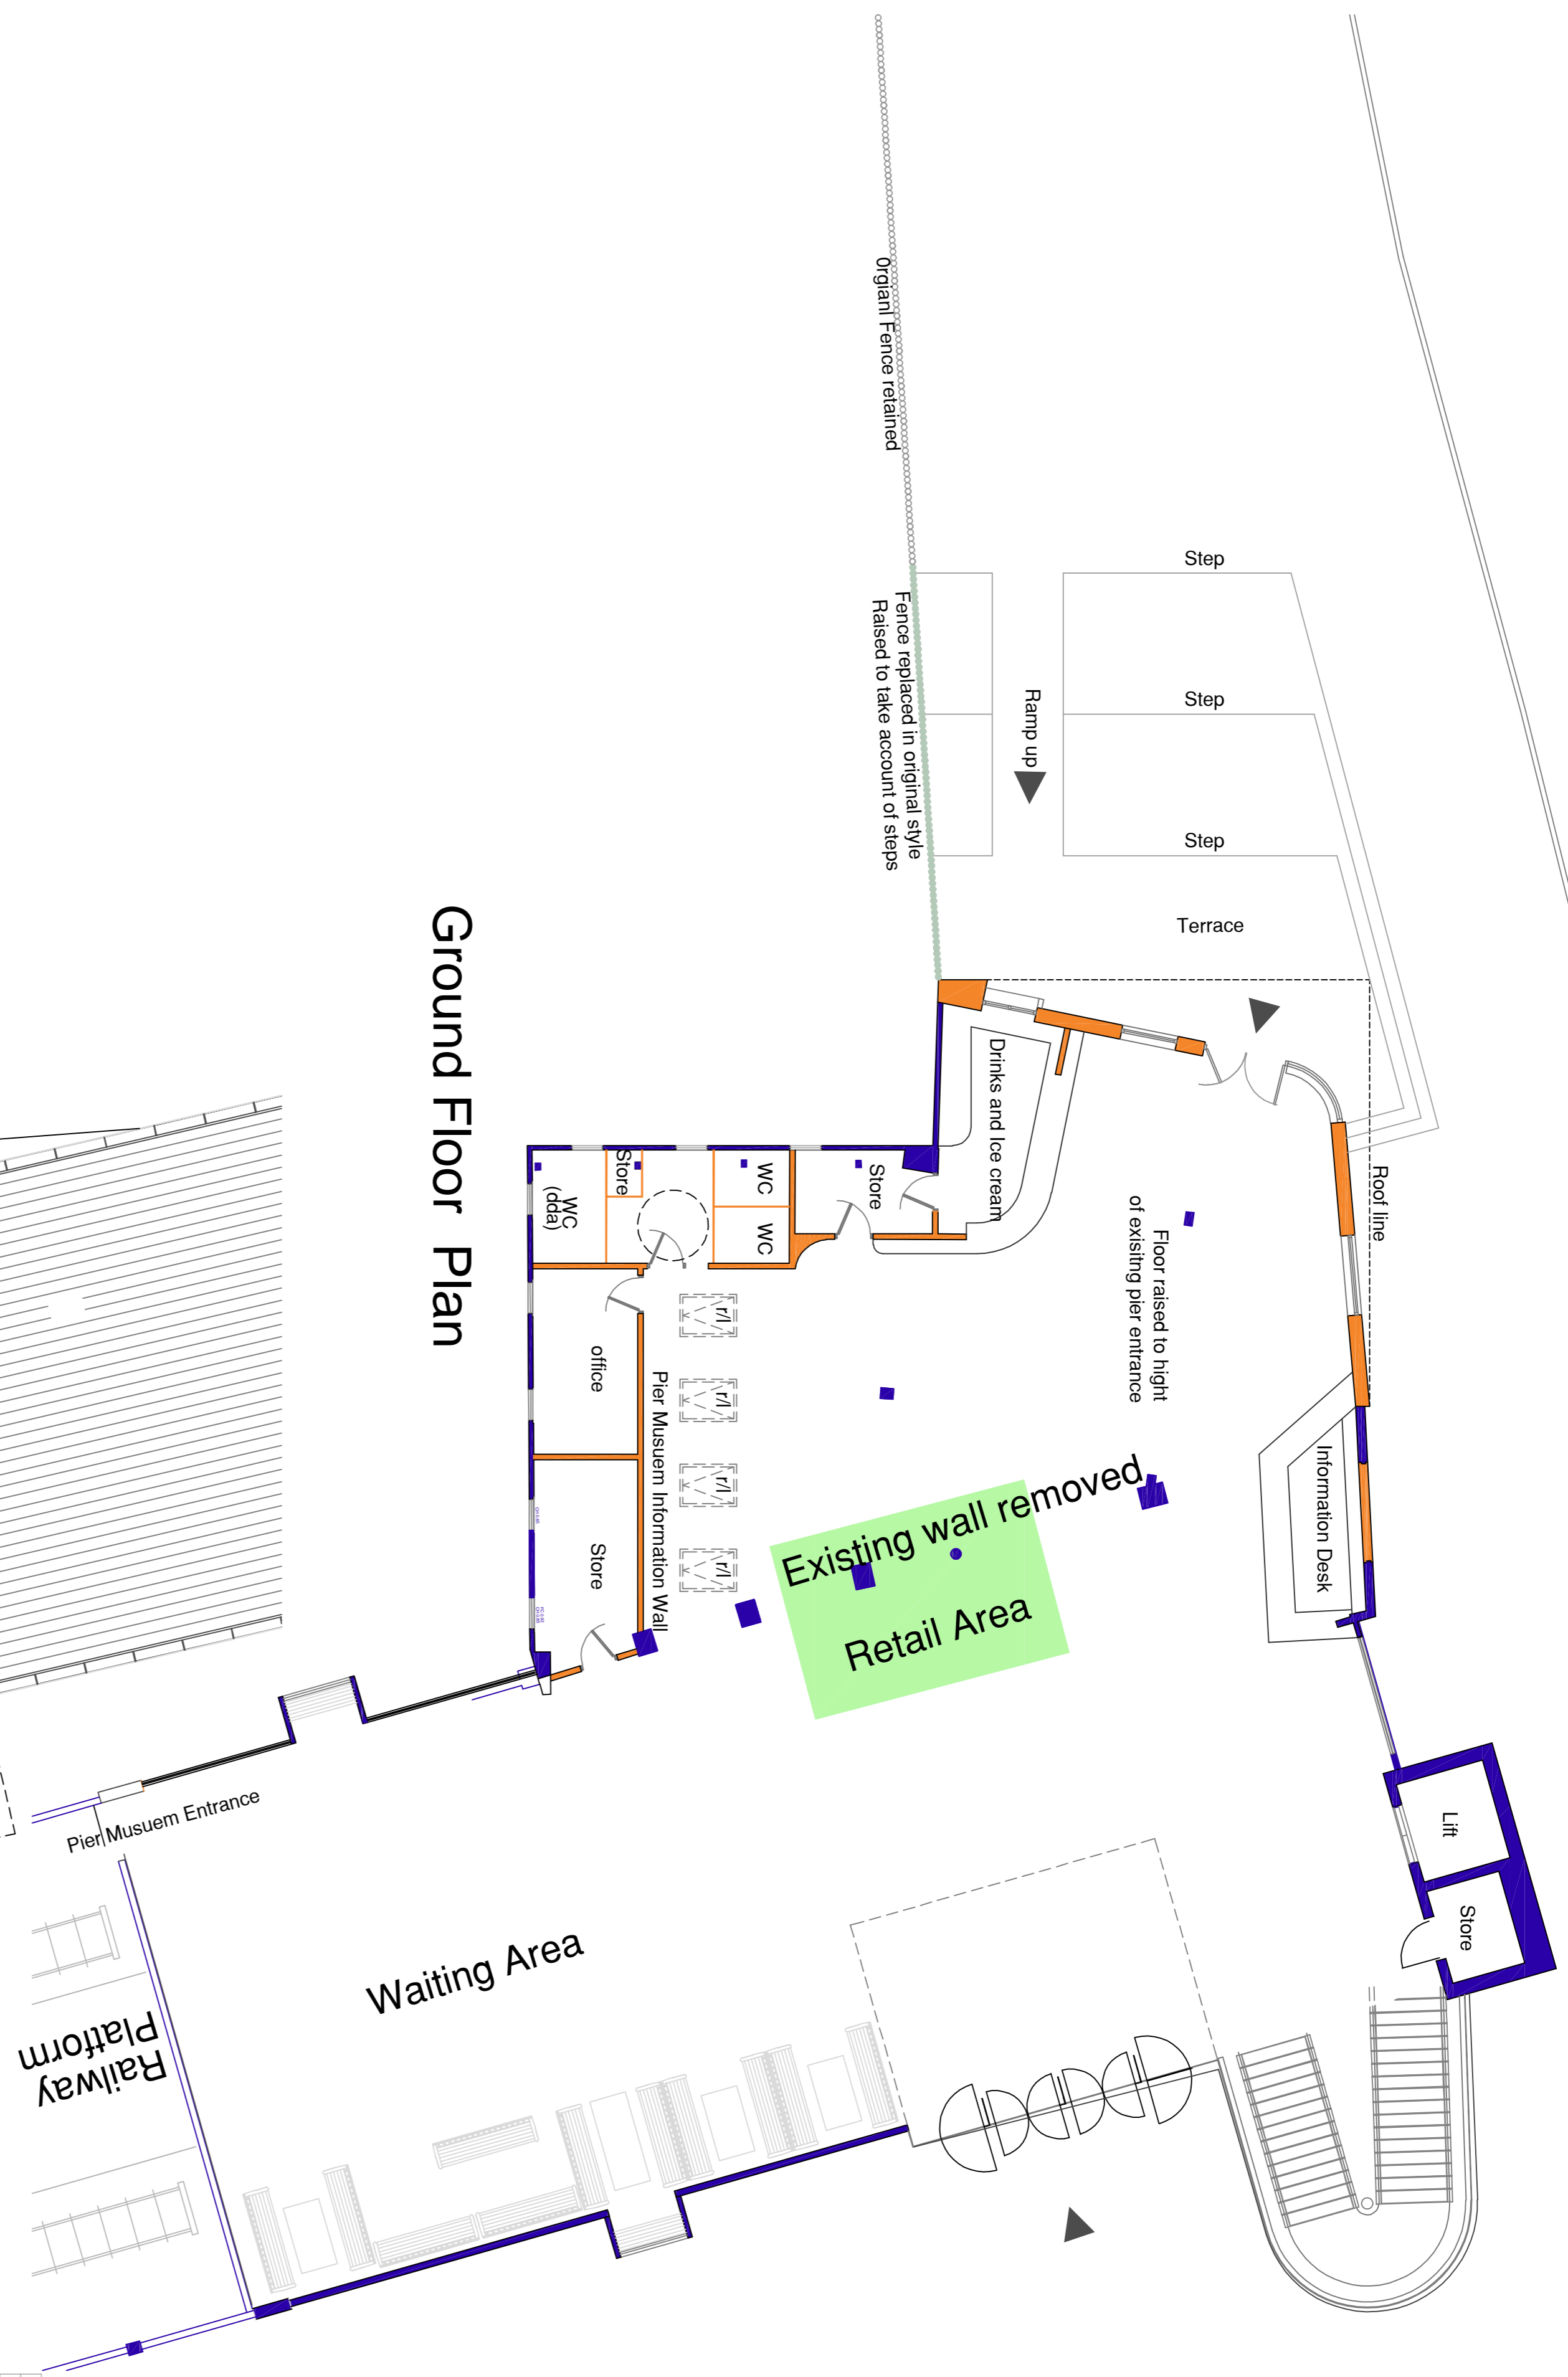 0rgianl Fence retained
Step
Fence replaced in original style
Raised to take account of steps
Ramp up
Step
Step
Terrace
Ground Floor Plan
Drinks and Ice cream
Roof line
Store
WC
(dda)
WC
WC
Store
Floor raised to hight
of exisitng pier entrance
r/l
r/l
r/l
r/l
office
Pier Musuem Information Wall
Store
Information Desk
Existing wall removed
Retail Area
Pier Musuem Entrance
Lift
Store
Waiting Area
Railway
Platform